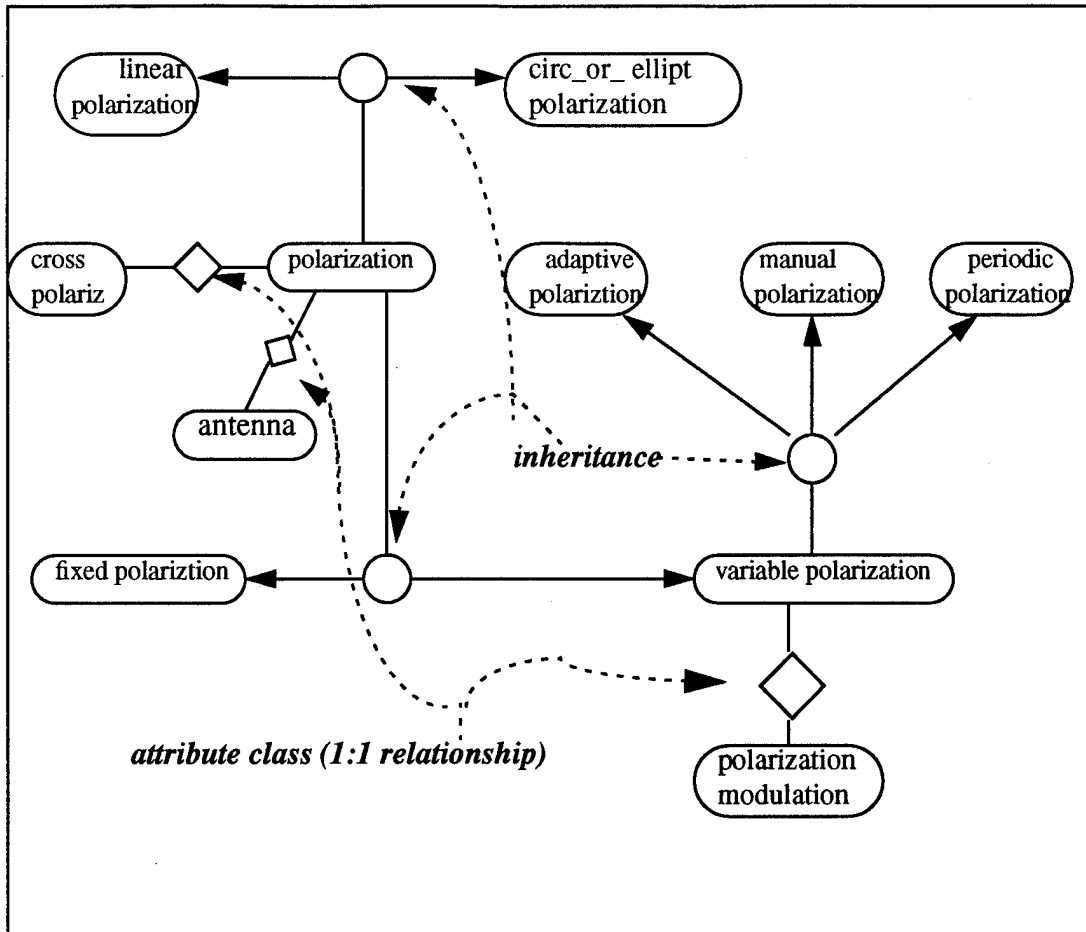 linear
polarization
circ_or_ ellipt
polarization
cross
polariz
polarization
adaptive
polariztion
manual
polarization
periodic
polarization
antenna
inheritance
fixed polariztion
variable polarization
attribute class (1:1 relationship)
polarization
modulation